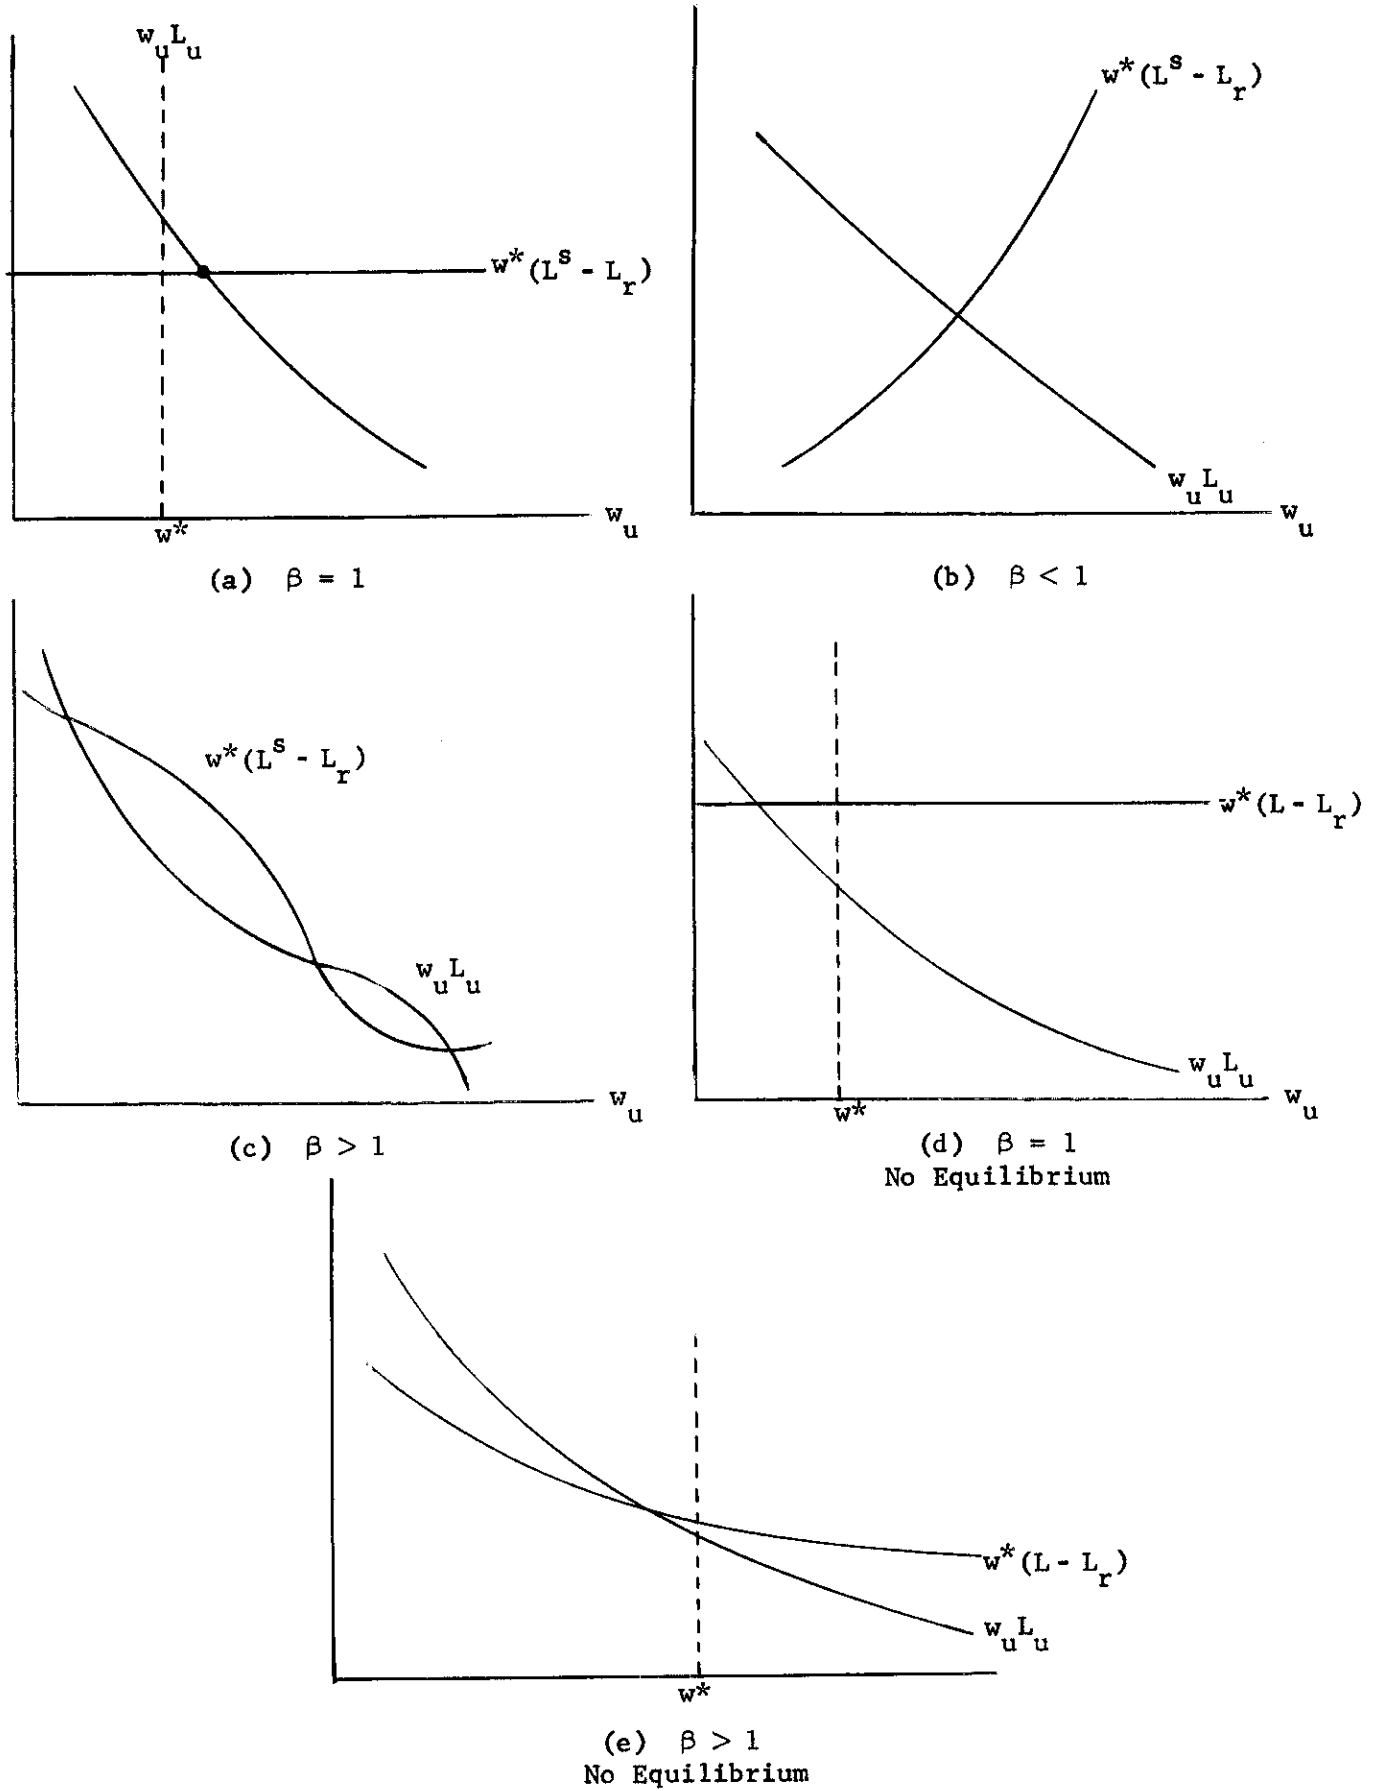 w_u L_u
w*(L^s - L_r)
w*
w_u
(a) β = 1
w*(L^s - L_r)
w_u L_u
w_u
(b) β < 1
w*(L^s - L_r)
w_u L_u
w_u
(c) β > 1
w*(L - L_r)
w_u L_u
w*
w_u
(d) β = 1
No Equilibrium
w*(L - L_r)
w_u L_u
w*
(e) β > 1
No Equilibrium